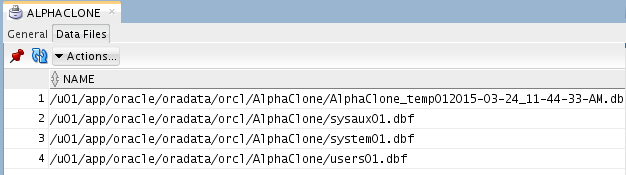 ALPHACLONE
General Data Files
Actions...
NAME
1 /u01/app/oracle/oradata/orcl/AlphaClone/AlphaClone_temp012015-03-24_11-44-33-AM.db
2 /u01/app/oracle/oradata/orcl/AlphaClone/sysaux01.dbf
3 /u01/app/oracle/oradata/orcl/AlphaClone/system01.dbf
4 /u01/app/oracle/oradata/orcl/AlphaClone/users01.dbf